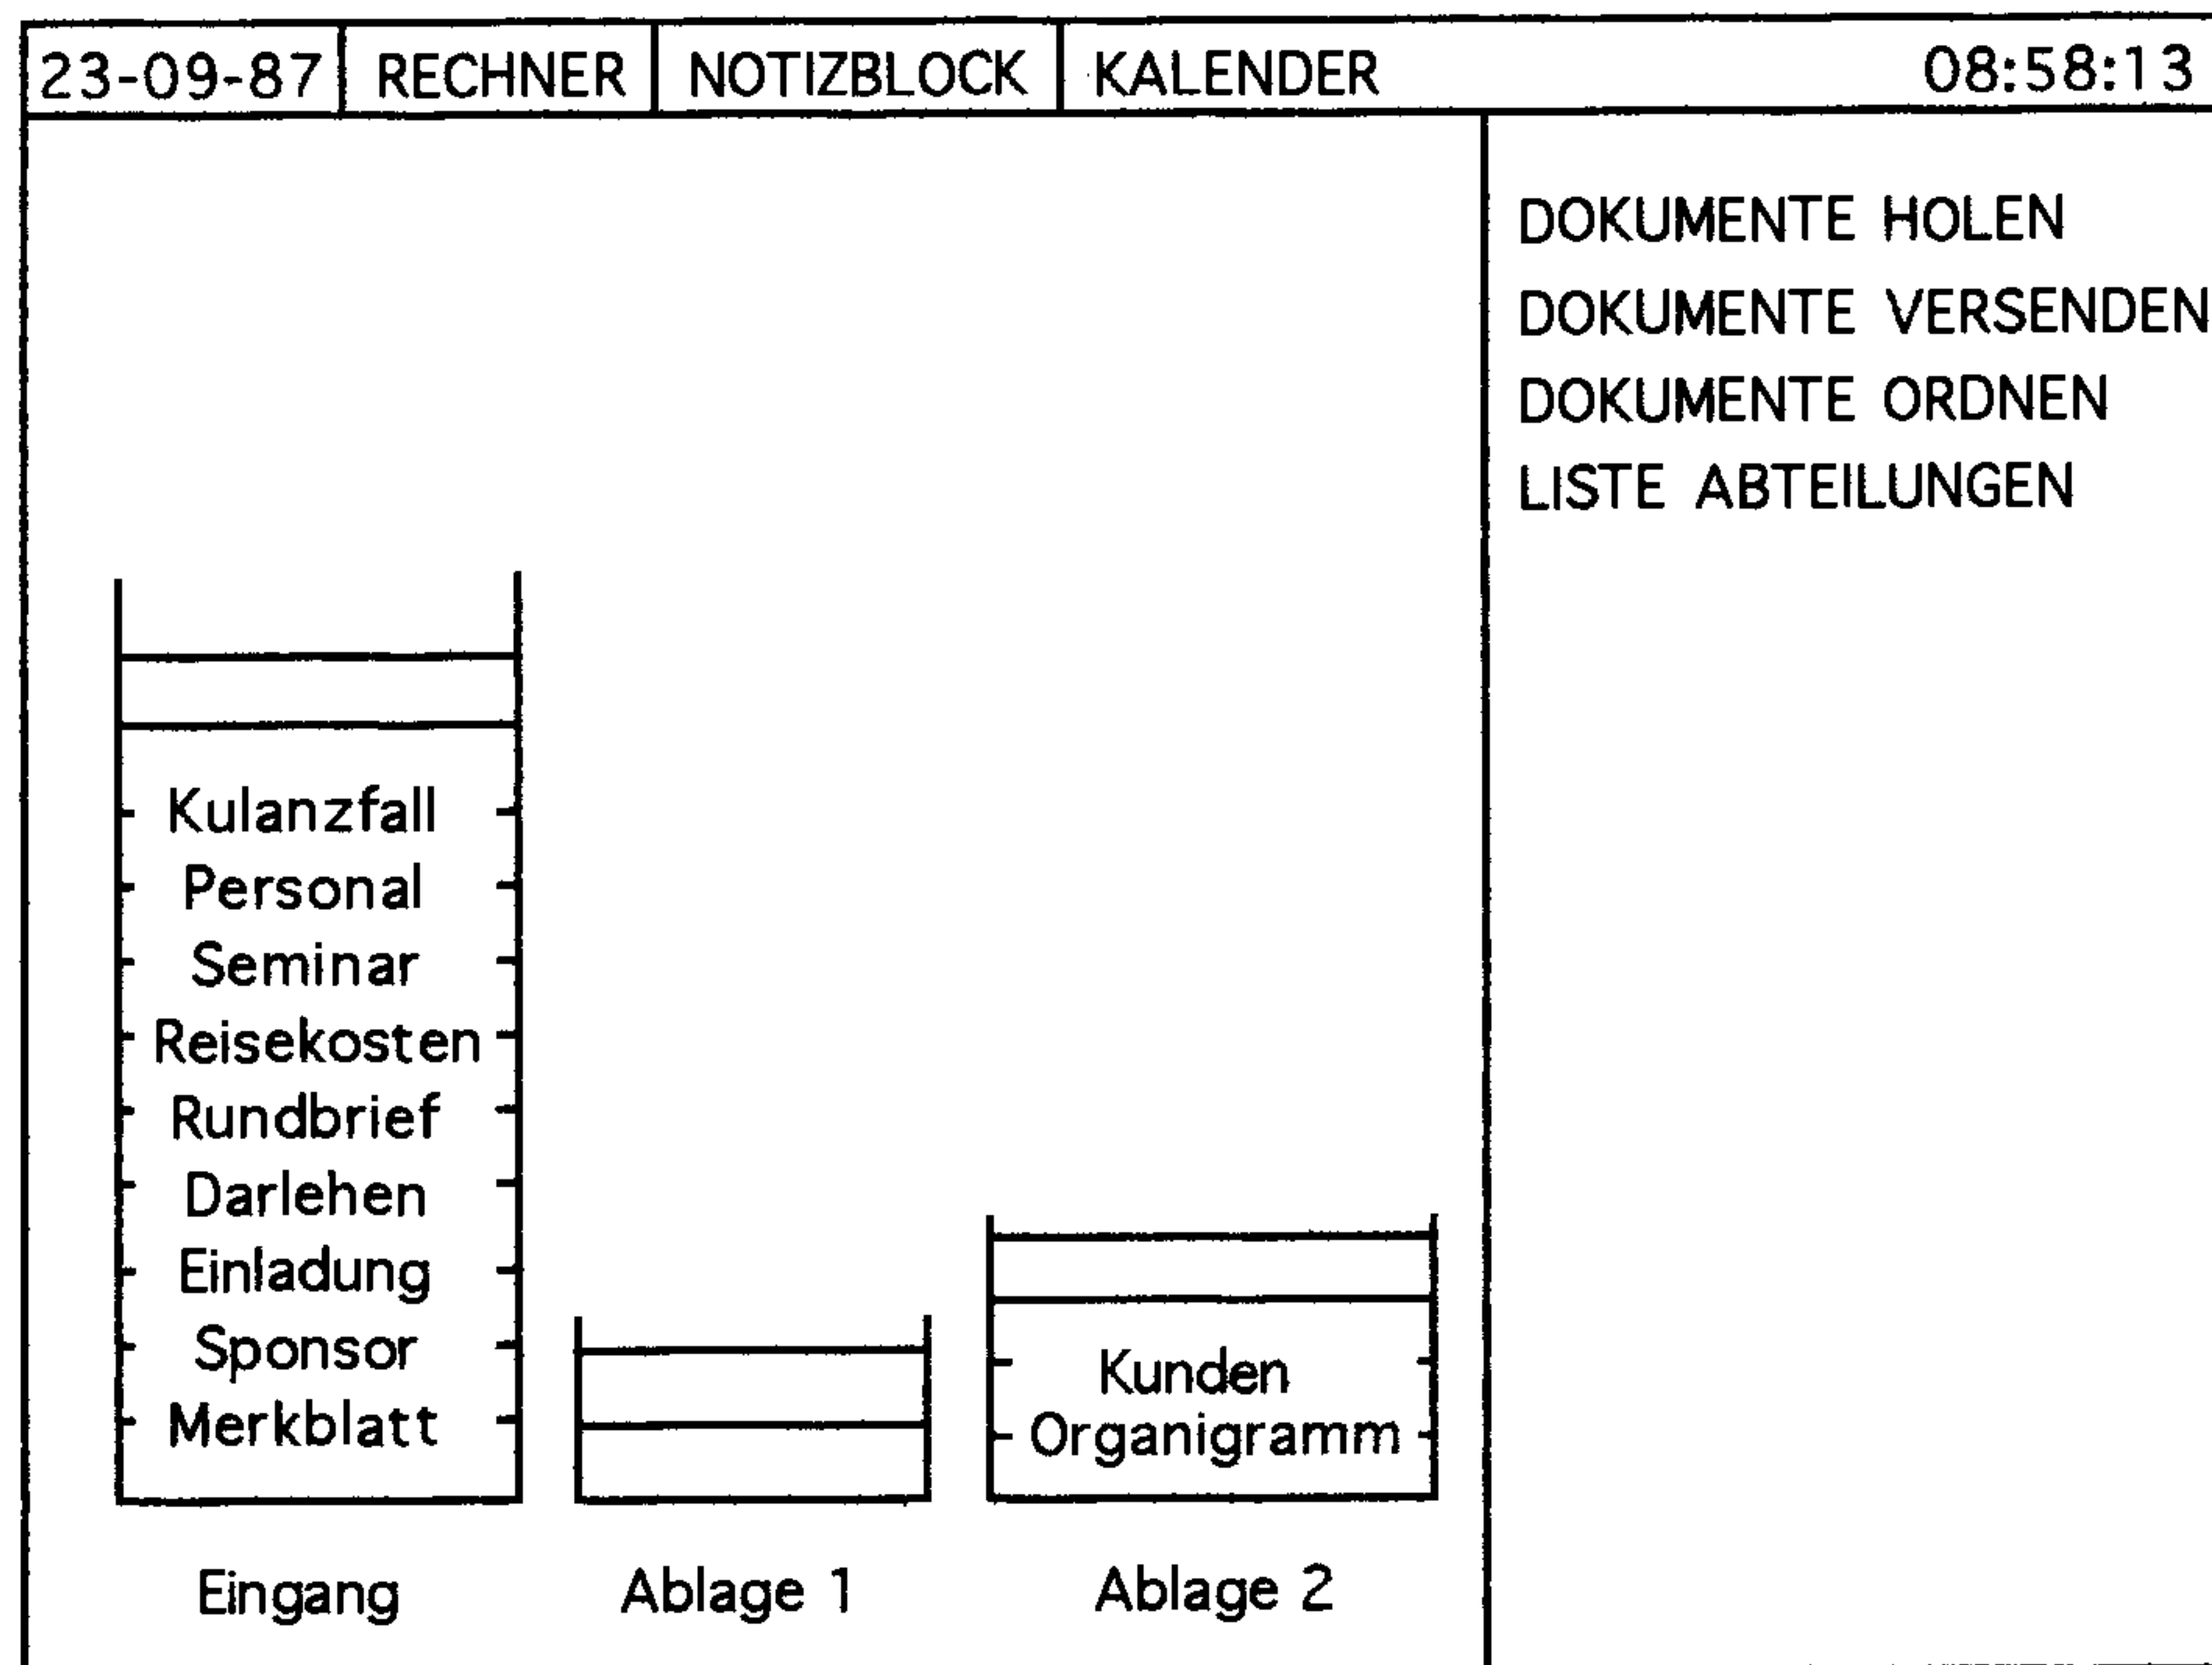 23-09-87 RECHNER NOTIZBLOCK KALENDER 08:58:13
DOKUMENTE HOLEN
DOKUMENTE VERSENDEN
DOKUMENTE ORDNEN
LISTE ABTEILUNGEN
Kulanzfall
Personal
Seminar
Reisekosten
Rundbrief
Darlehen
Einladung
Sponsor
Merkblatt
Kunden
Organigramm
Eingang Ablage 1 Ablage 2